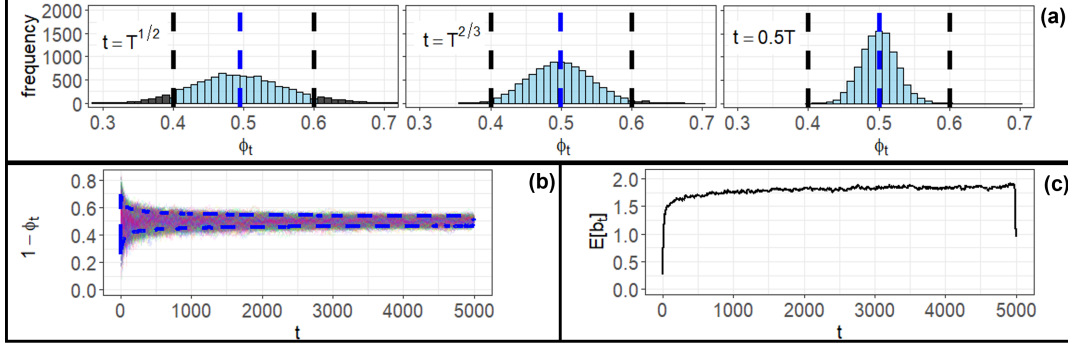 (a)
frequency
2000
1500
1000
500
0
t = T^{1/2}
0.3 0.4 0.5 0.6 0.7
ϕ_t
t = T^{2/3}
0.3 0.4 0.5 0.6 0.7
ϕ_t
t = 0.5T
0.3 0.4 0.5 0.6 0.7
ϕ_t
(b)
1 − ϕ_t
0.8
0.6
0.4
0.2
0.0
0 1000 2000 3000 4000 5000
t
(c)
E[b_t]
2.0
1.5
1.0
0.5
0.0
0 1000 2000 3000 4000 5000
t